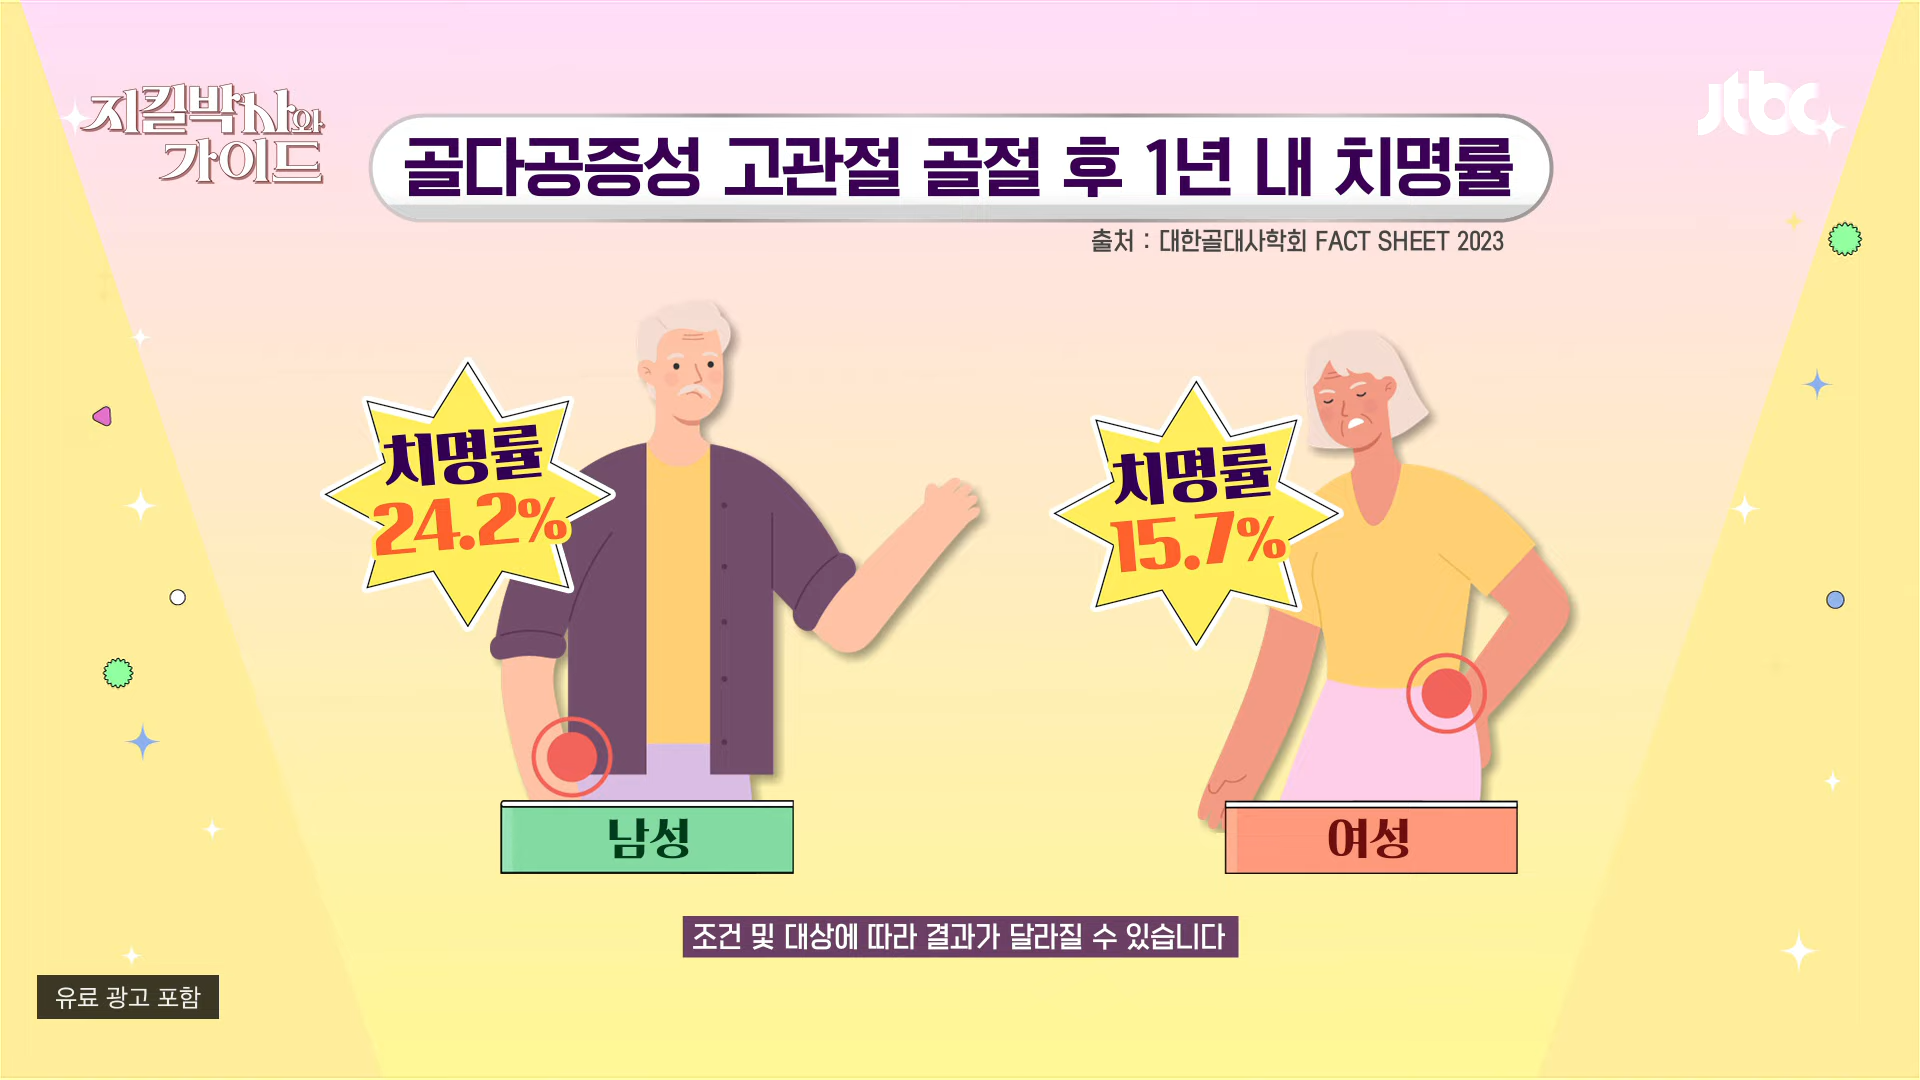 지킬박사와
가이드
jtbc
골다공증성 고관절 골절 후 1년 내 치명률
출처 : 대한골대사학회 FACT SHEET 2023
치명률
24.2%
치명률
15.7%
남성
여성
조건 및 대상에 따라 결과가 달라질 수 있습니다
유료 광고 포함